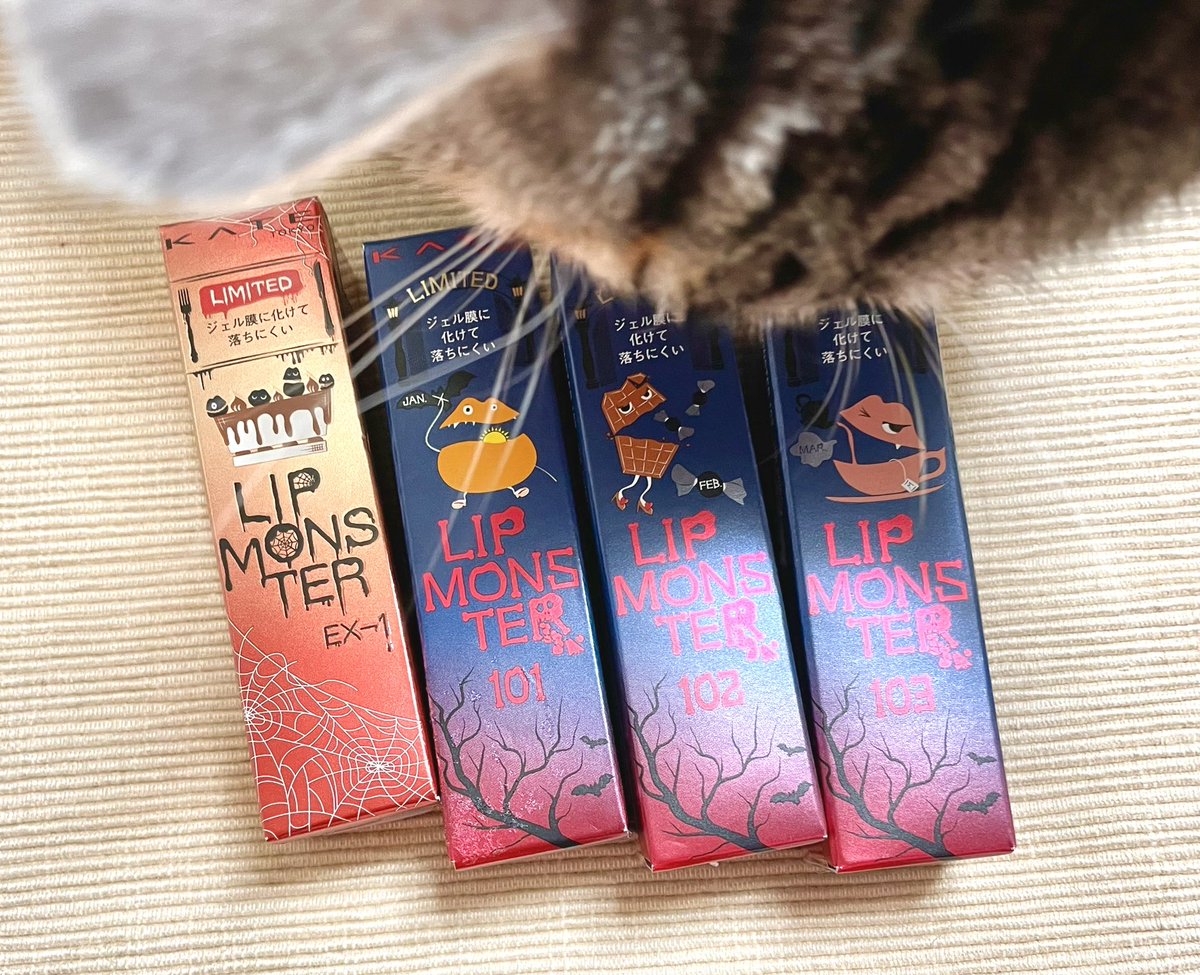 KATE
TOKYO
LIMITED
ジェル膜に化けて
落ちにくい
LIP
MONS
TER
EX-1
LIMITED
ジェル膜に
化けて
落ちにくい
JAN.
LIP
MONS
TER
101
ジェル膜に
化けて
落ちにくい
FEB.
LIP
MONS
TER
102
ジェル膜に
化けて
落ちにくい
MAR.
LIP
MONS
TER
103